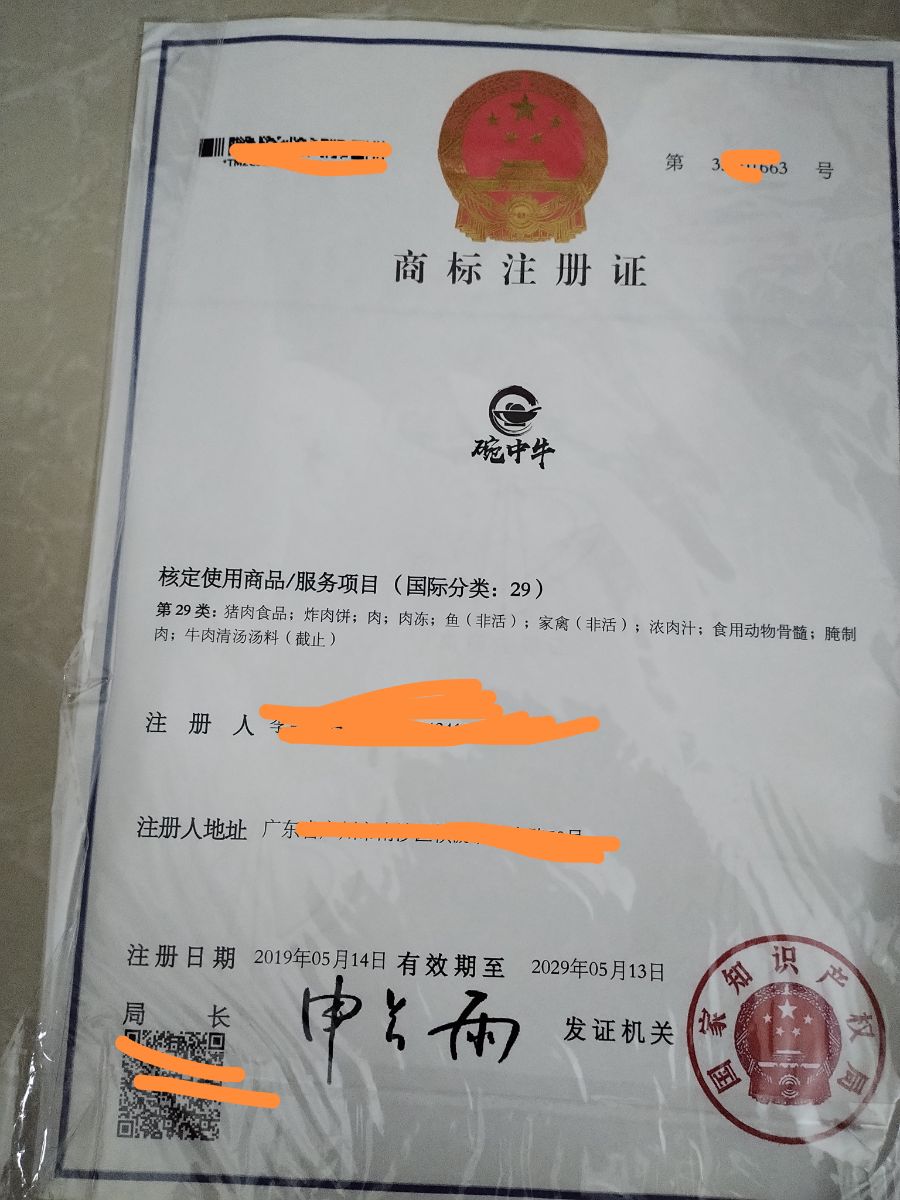 第 663 号
商标注册证
碗中牛
核定使用商品/服务项目（国际分类：29）
第 29 类：猪肉食品；炸肉饼；肉；肉冻；鱼（非活）；家禽（非活）；浓肉汁；食用动物骨髓；腌制
肉；牛肉清汤汤料（截止）
注册人
注册人地址 广东
注册日期 2019年05月14日 有效期至 2029年05月13日
局长 申长雨 发证机关
国家知识产权局